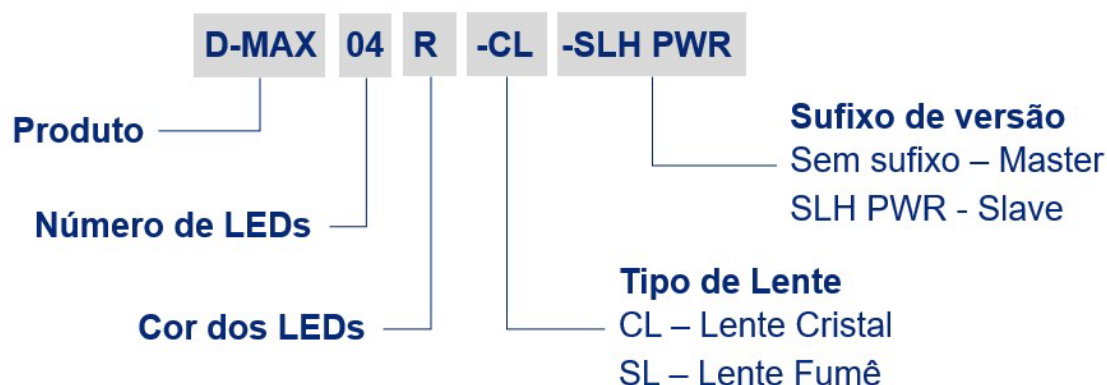 D-MAX 04 R -CL -SLH PWR
Produto
Número de LEDs
Cor dos LEDs
Sufixo de versão
Sem sufixo – Master
SLH PWR - Slave
Tipo de Lente
CL – Lente Cristal
SL – Lente Fumê